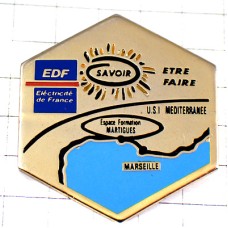 EDF
Electricité
de France
SAVOIR
ETRE
FAIRE
U.S.I MEDITERRANEE
Espace Formation
MARTIGUES
MARSEILLE